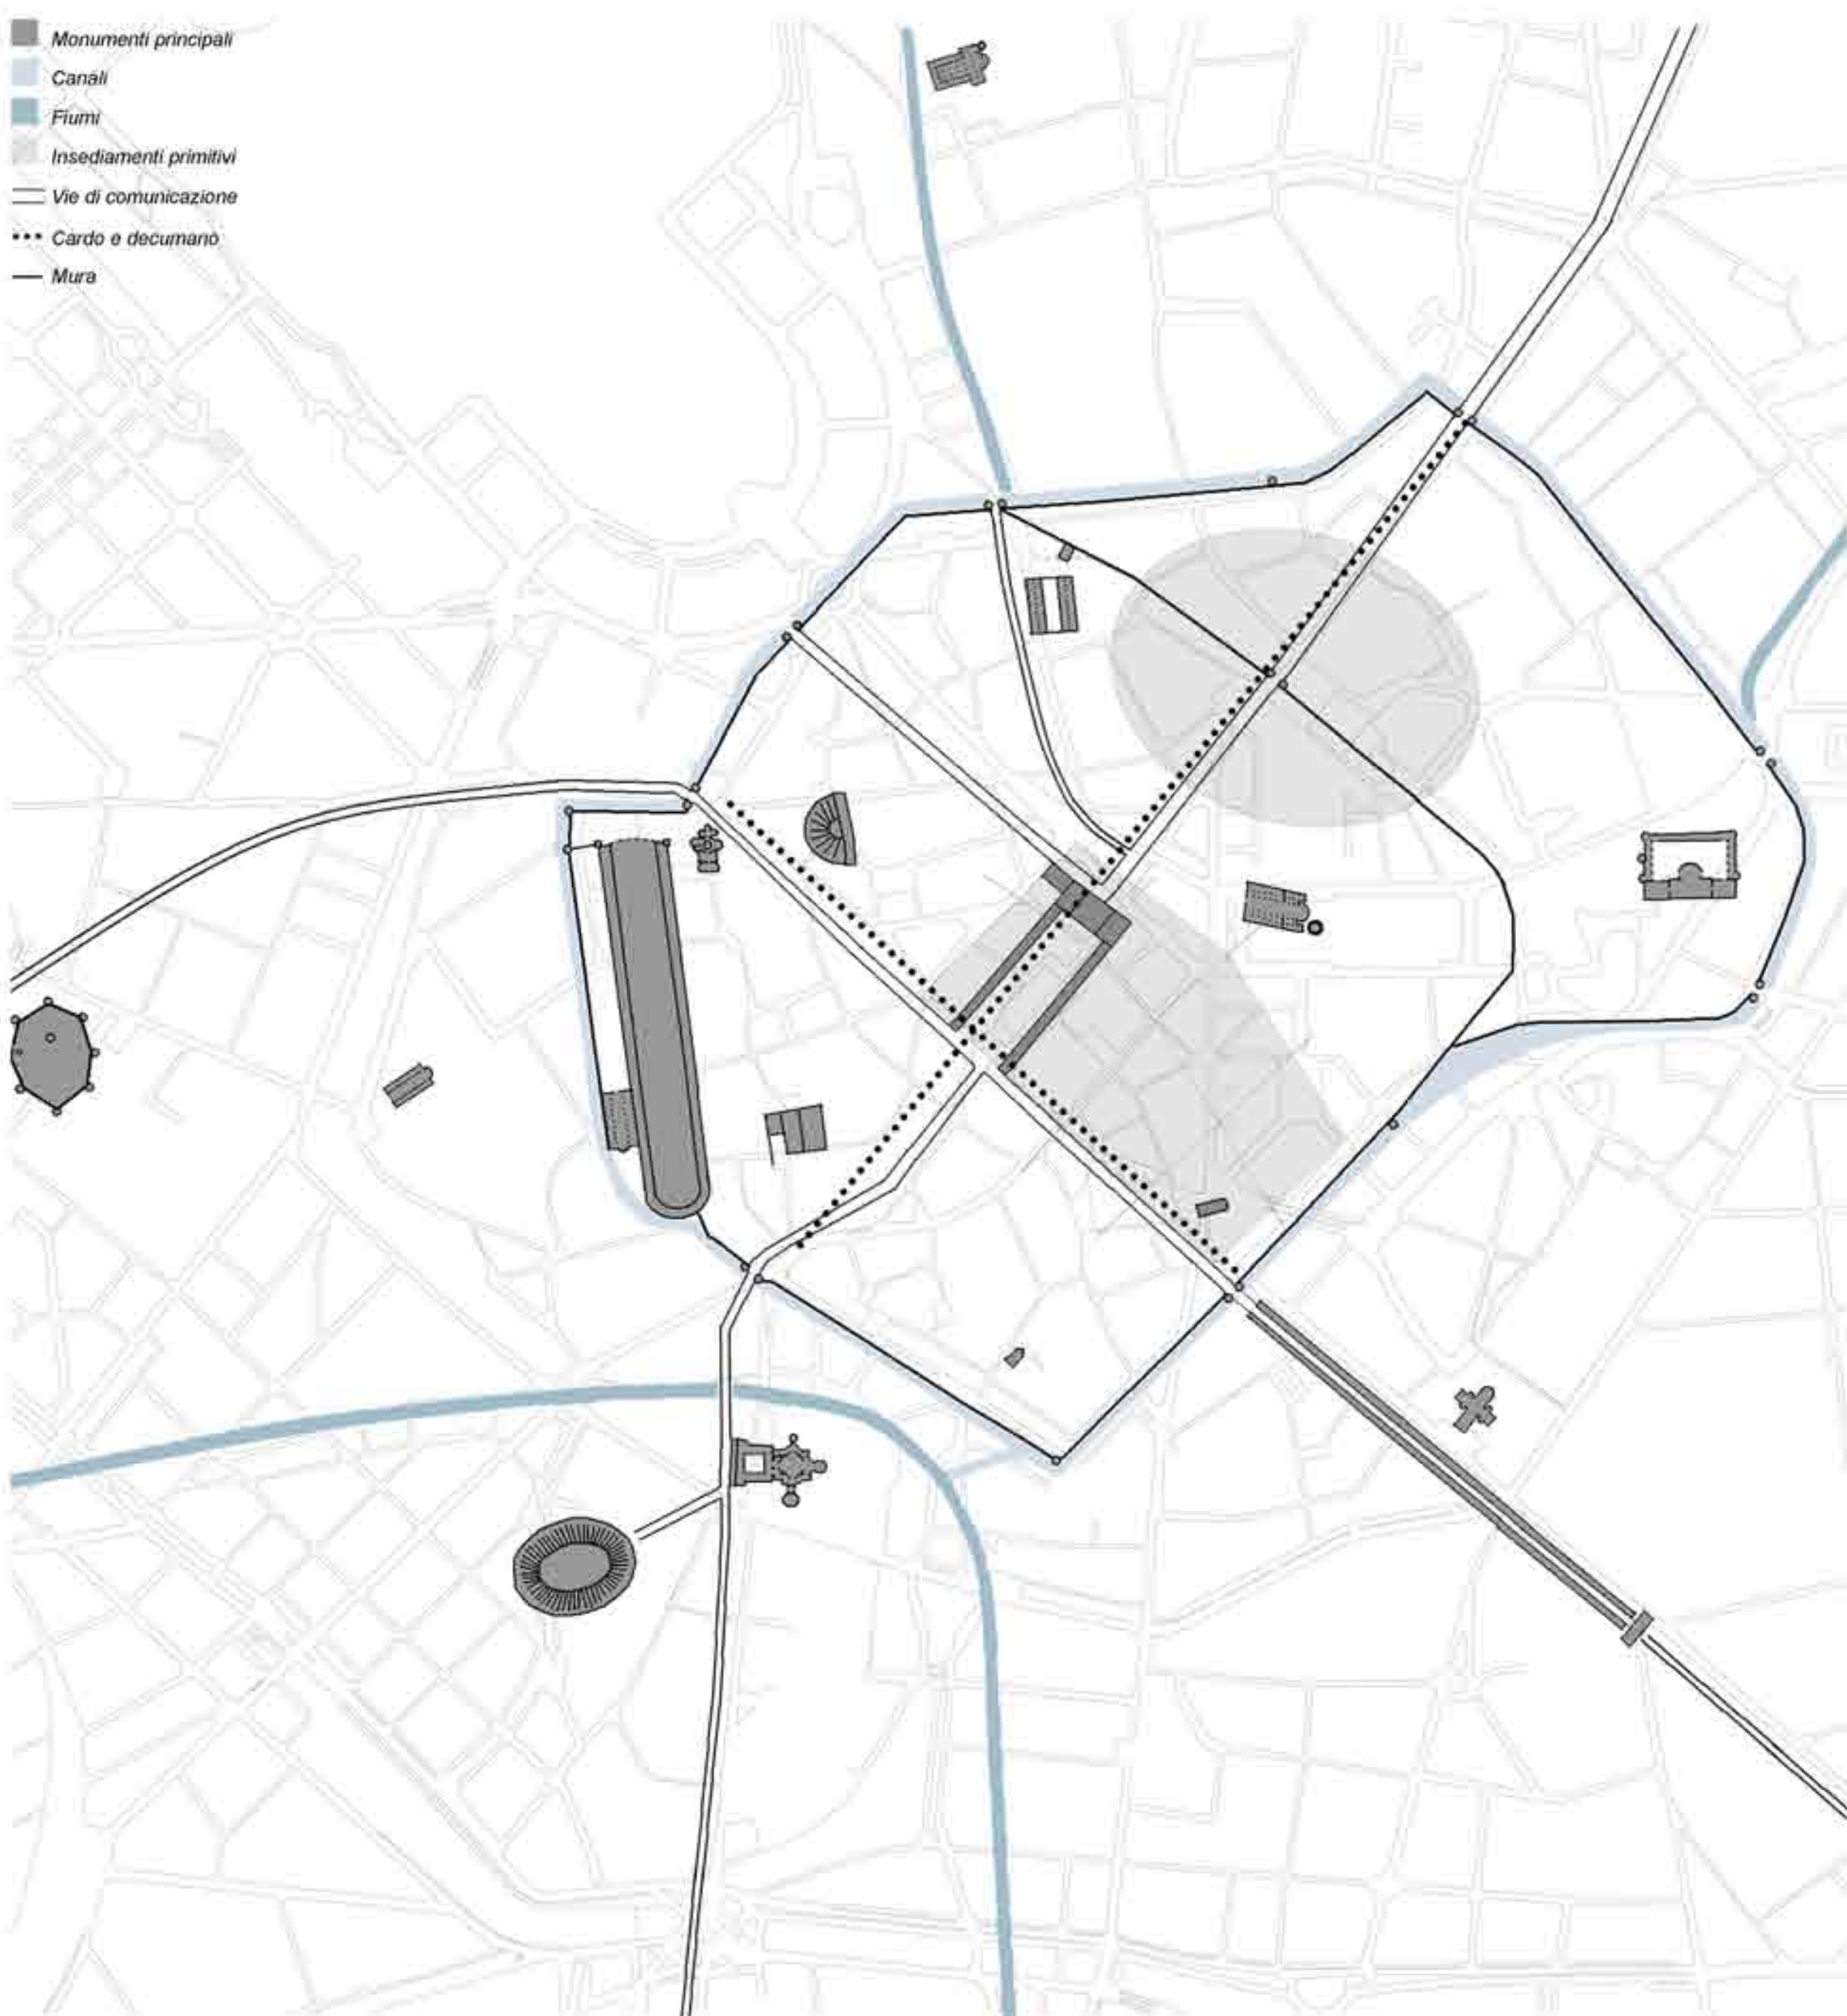 Monumenti principali
Canali
Fiumi
Insediamenti primitivi
Vie di comunicazione
Cardo e decumano
Mura